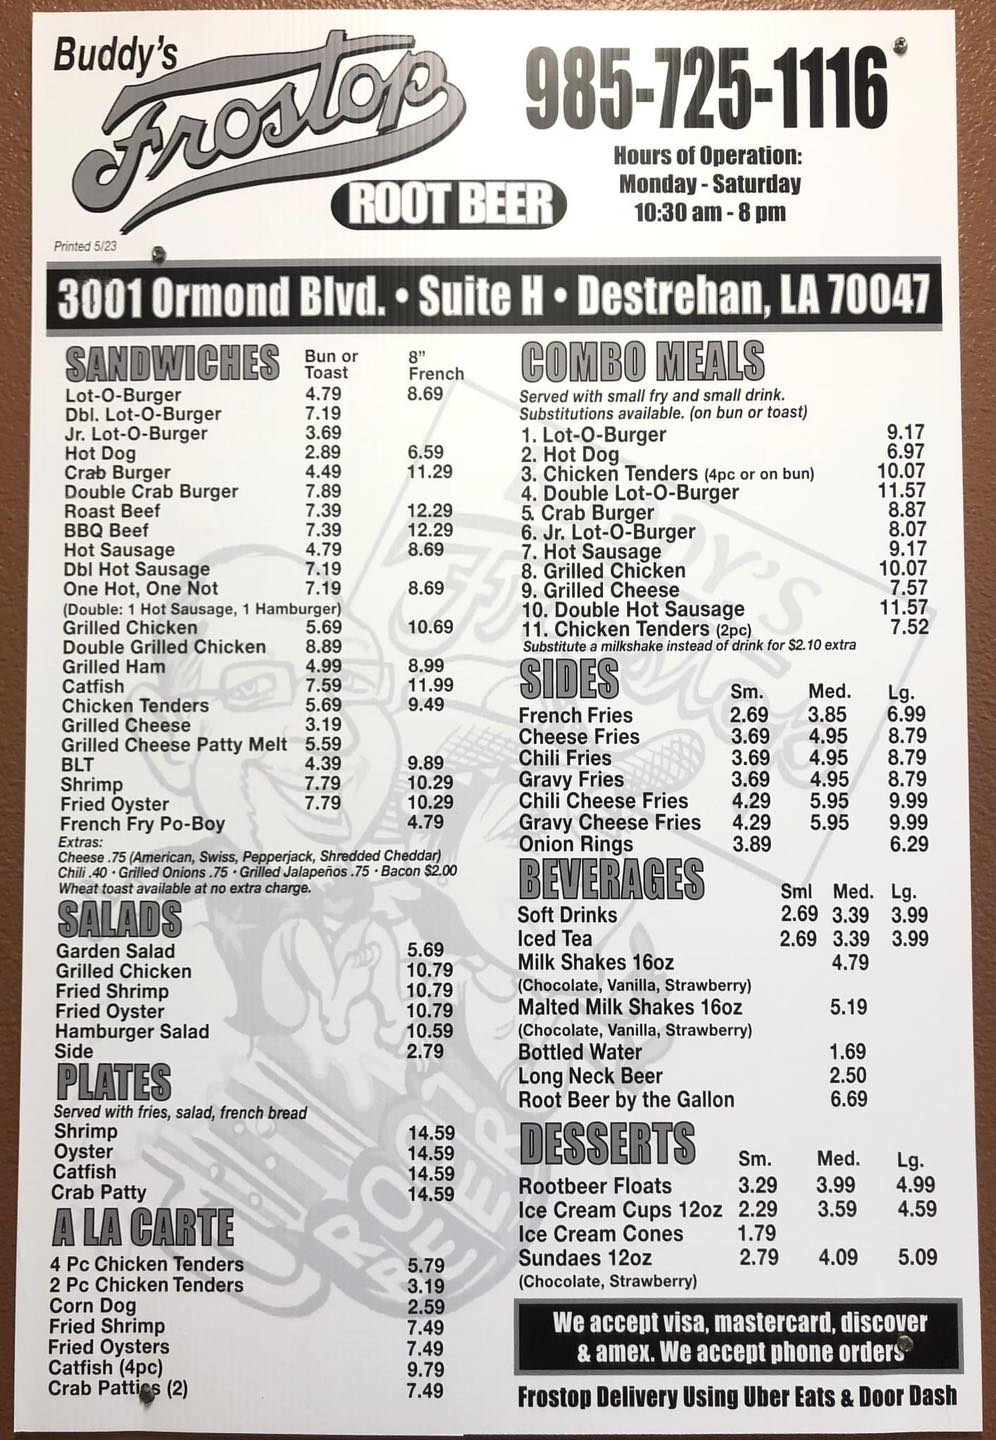 Buddy's
Frostop
ROOT BEER
985-725-1116
Hours of Operation:
Monday - Saturday
10:30 am - 8 pm
Printed 5/23
3001 Ormond Blvd. • Suite H • Destrehan, LA 70047
SANDWICHES Bun or Toast 8" French
Lot-O-Burger 4.79 8.69
Dbl. Lot-O-Burger 7.19
Jr. Lot-O-Burger 3.69
Hot Dog 2.89 6.59
Crab Burger 4.49 11.29
Double Crab Burger 7.89
Roast Beef 7.39 12.29
BBQ Beef 7.39 12.29
Hot Sausage 4.79 8.69
Dbl Hot Sausage 7.19
One Hot, One Not 7.19 8.69
(Double: 1 Hot Sausage, 1 Hamburger)
Grilled Chicken 5.69 10.69
Double Grilled Chicken 8.89
Grilled Ham 4.99 8.99
Catfish 7.59 11.99
Chicken Tenders 5.69 9.49
Grilled Cheese 3.19
Grilled Cheese Patty Melt 5.59
BLT 4.39 9.89
Shrimp 7.79 10.29
Fried Oyster 7.79 10.29
French Fry Po-Boy 4.79
Extras:
Cheese .75 (American, Swiss, Pepperjack, Shredded Cheddar)
Chili .40 • Grilled Onions .75 • Grilled Jalapeños .75 • Bacon $2.00
Wheat toast available at no extra charge.
SALADS
Garden Salad 5.69
Grilled Chicken 10.79
Fried Shrimp 10.79
Fried Oyster 10.79
Hamburger Salad 10.59
Side 2.79
PLATES
Served with fries, salad, french bread
Shrimp 14.59
Oyster 14.59
Catfish 14.59
Crab Patty 14.59
A LA CARTE
4 Pc Chicken Tenders 5.79
2 Pc Chicken Tenders 3.19
Corn Dog 2.59
Fried Shrimp 7.49
Fried Oysters 7.49
Catfish (4pc) 9.79
Crab Patties (2) 7.49
COMBO MEALS
Served with small fry and small drink.
Substitutions available. (on bun or toast)
1. Lot-O-Burger 9.17
2. Hot Dog 6.97
3. Chicken Tenders (4pc or on bun) 10.07
4. Double Lot-O-Burger 11.57
5. Crab Burger 8.87
6. Jr. Lot-O-Burger 8.07
7. Hot Sausage 9.17
8. Grilled Chicken 10.07
9. Grilled Cheese 7.57
10. Double Hot Sausage 11.57
11. Chicken Tenders (2pc) 7.52
Substitute a milkshake instead of drink for $2.10 extra
SIDES Sm. Med. Lg.
French Fries 2.69 3.85 6.99
Cheese Fries 3.69 4.95 8.79
Chili Fries 3.69 4.95 8.79
Gravy Fries 3.69 4.95 8.79
Chili Cheese Fries 4.29 5.95 9.99
Gravy Cheese Fries 4.29 5.95 9.99
Onion Rings 3.89 6.29
BEVERAGES Sml Med. Lg.
Soft Drinks 2.69 3.39 3.99
Iced Tea 2.69 3.39 3.99
Milk Shakes 16oz 4.79
(Chocolate, Vanilla, Strawberry)
Malted Milk Shakes 16oz 5.19
(Chocolate, Vanilla, Strawberry)
Bottled Water 1.69
Long Neck Beer 2.50
Root Beer by the Gallon 6.69
DESSERTS Sm. Med. Lg.
Rootbeer Floats 3.29 3.99 4.99
Ice Cream Cups 12oz 2.29 3.59 4.59
Ice Cream Cones 1.79
Sundaes 12oz 2.79 4.09 5.09
(Chocolate, Strawberry)
We accept visa, mastercard, discover
& amex. We accept phone orders
Frostop Delivery Using Uber Eats & Door Dash